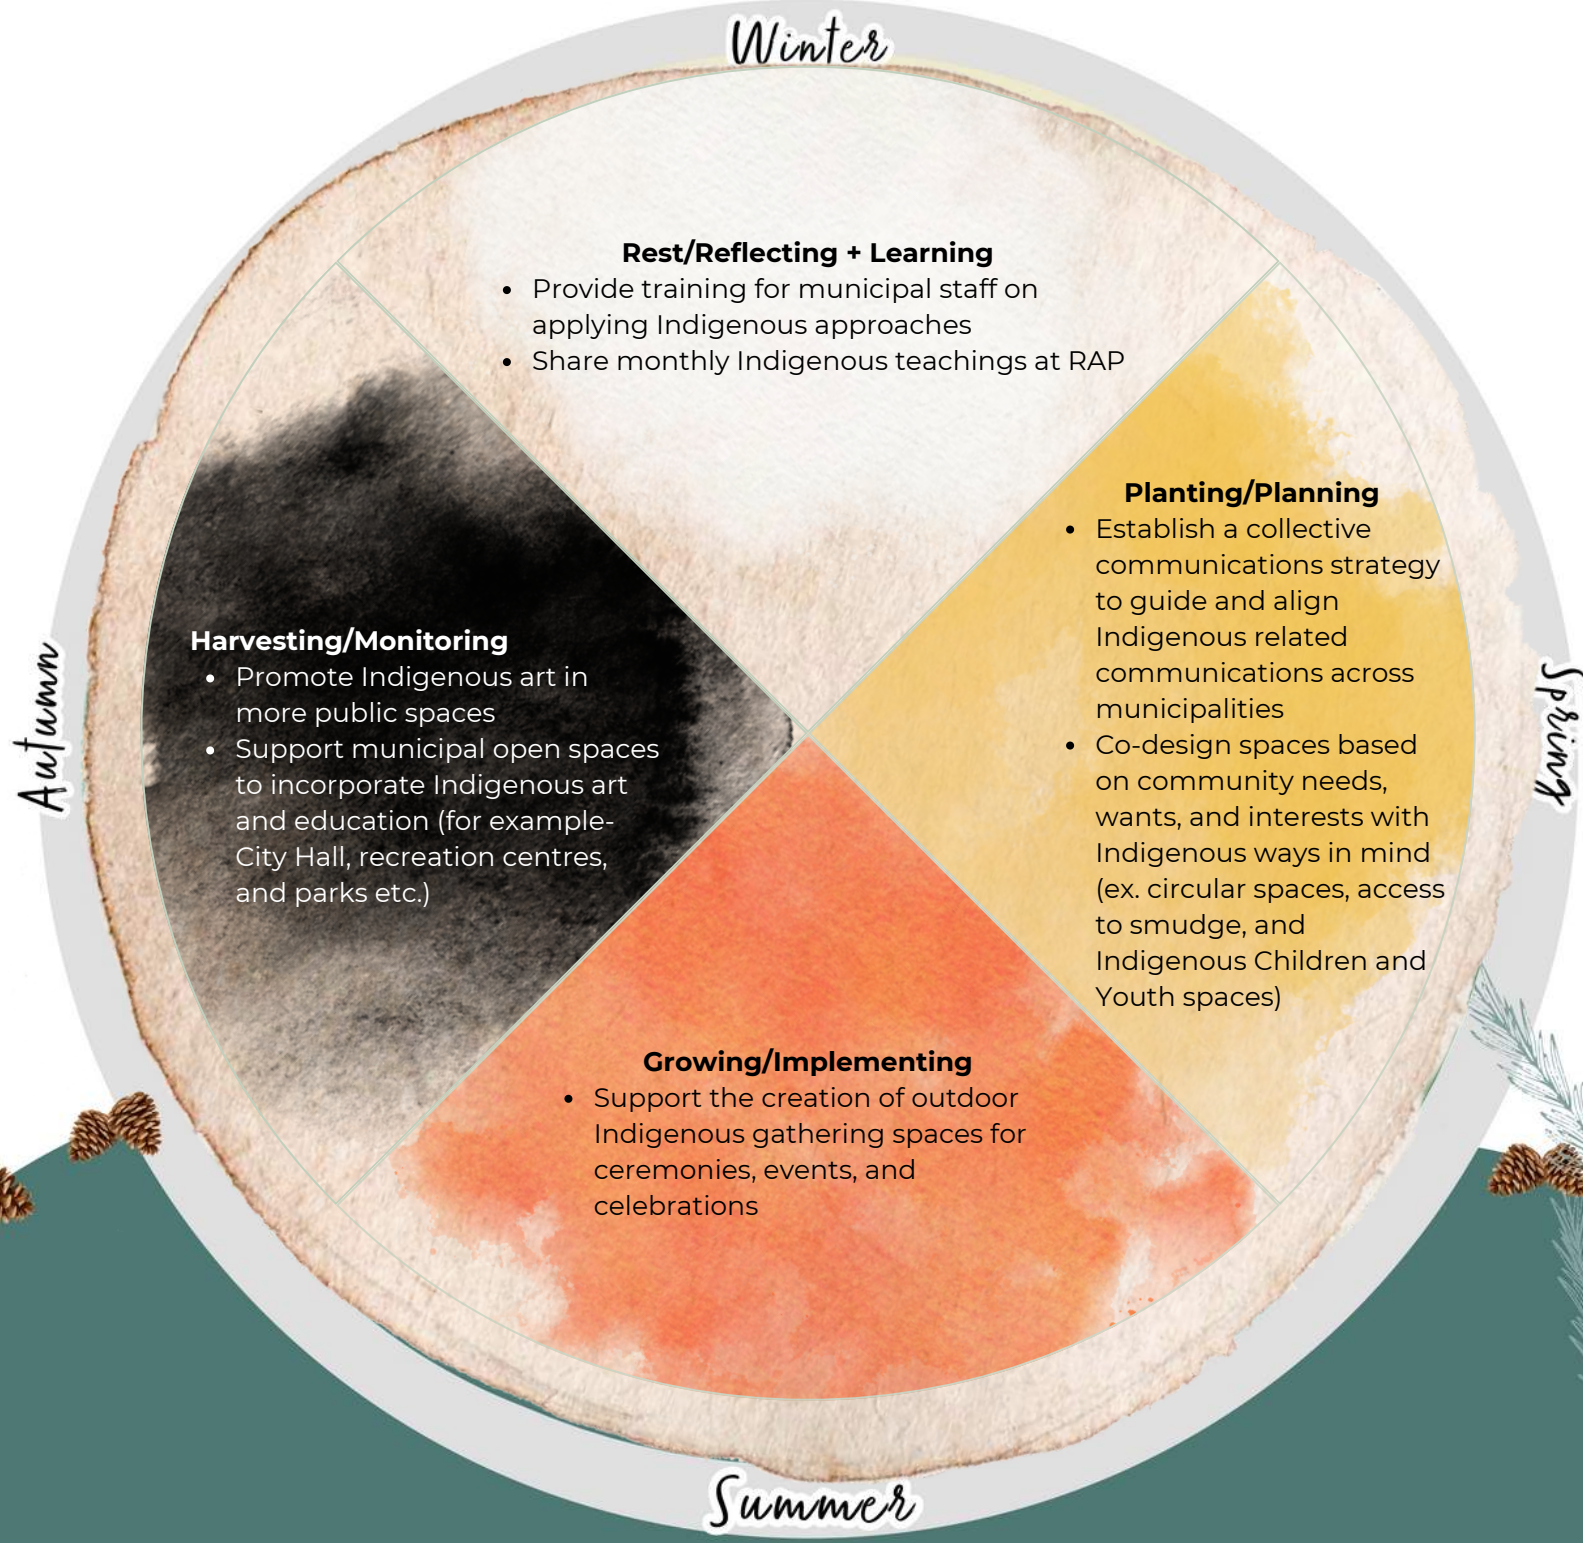 Winter
Rest/Reflecting + Learning
• Provide training for municipal staff on
applying Indigenous approaches
• Share monthly Indigenous teachings at RAP
Planting/Planning
• Establish a collective
communications strategy
to guide and align
Indigenous related
communications across
municipalities
• Co-design spaces based
on community needs,
wants, and interests with
Indigenous ways in mind
(ex. circular spaces, access
to smudge, and
Indigenous Children and
Youth spaces)
Spring
Growing/Implementing
• Support the creation of outdoor
Indigenous gathering spaces for
ceremonies, events, and
celebrations
Summer
Harvesting/Monitoring
• Promote Indigenous art in
more public spaces
• Support municipal open spaces
to incorporate Indigenous art
and education (for example-
City Hall, recreation centres,
and parks etc.)
Autumn